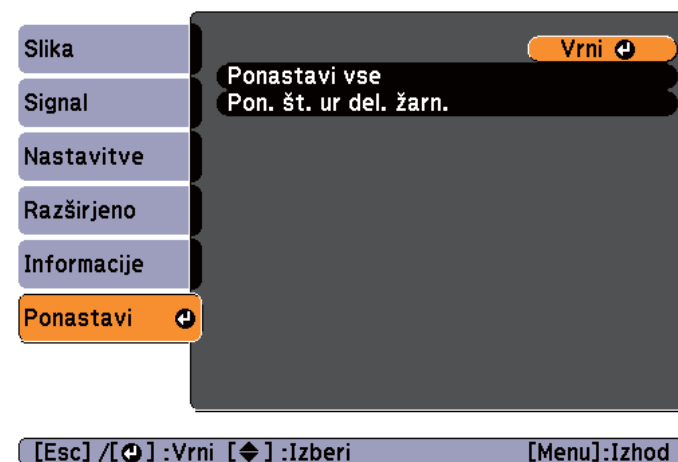 Slika
Signal
Nastavitve
Razširjeno
Informacije
Ponastavi
Vrni
Ponastavi vse
Pon. št. ur del. žarn.
[Esc] /[⏎] :Vrni [◆] :Izberi [Menu]:Izhod